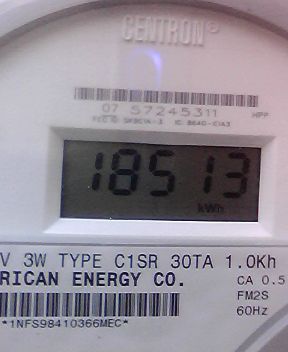 CENTRON®
07 57245311 HPP
18513
kWh
V 3W TYPE C1SR 30TA 1.0Kh
RICAN ENERGY CO. CA 0.5
FM2S
60Hz
*1NFS98410366MEC*